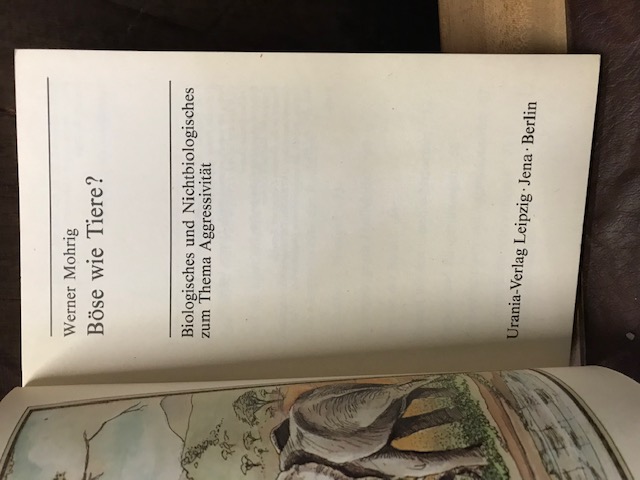 Werner Mohrig
Böse wie Tiere?
Biologisches und Nichtbiologisches
zum Thema Aggressivität
Urania-Verlag Leipzig · Jena · Berlin